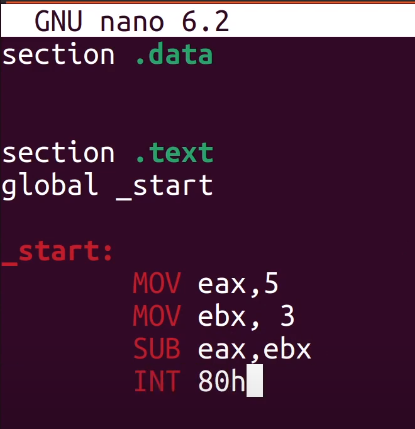 GNU nano 6.2
section .data
section .text
global _start
_start:
MOV eax,5
MOV ebx, 3
SUB eax,ebx
INT 80h